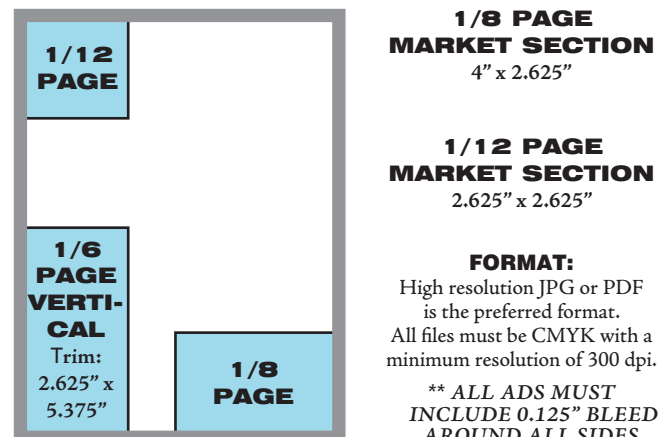 1/12
PAGE
1/6
PAGE
VERTI-
CAL
Trim:
2.625” x
5.375”
1/8
PAGE
1/8 PAGE
MARKET SECTION
4” x 2.625”
1/12 PAGE
MARKET SECTION
2.625” x 2.625”
FORMAT:
High resolution JPG or PDF
is the preferred format.
All files must be CMYK with a
minimum resolution of 300 dpi.
** ALL ADS MUST
INCLUDE 0.125” BLEED
AROUND ALL SIDES